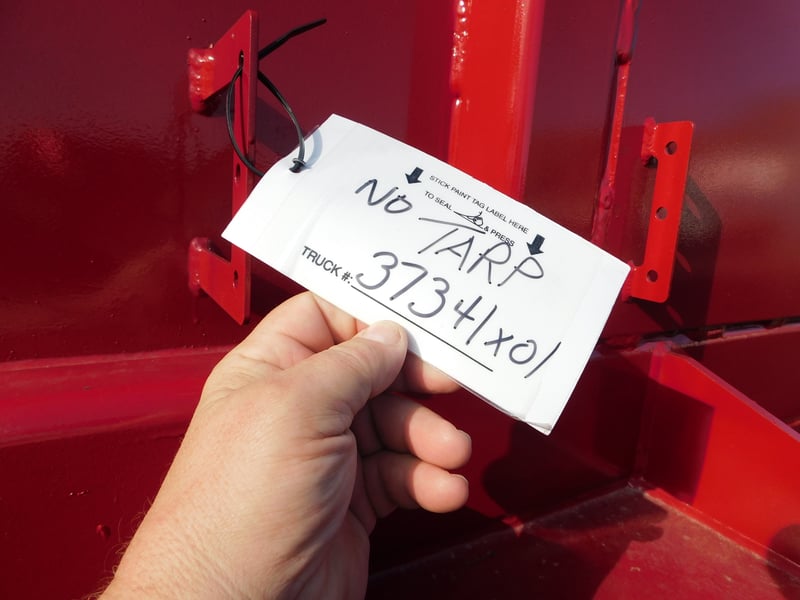 STICK PAINT TAG LABEL HERE
TO SEAL & PRESS
NO TARP
TRUCK #: 37341x01